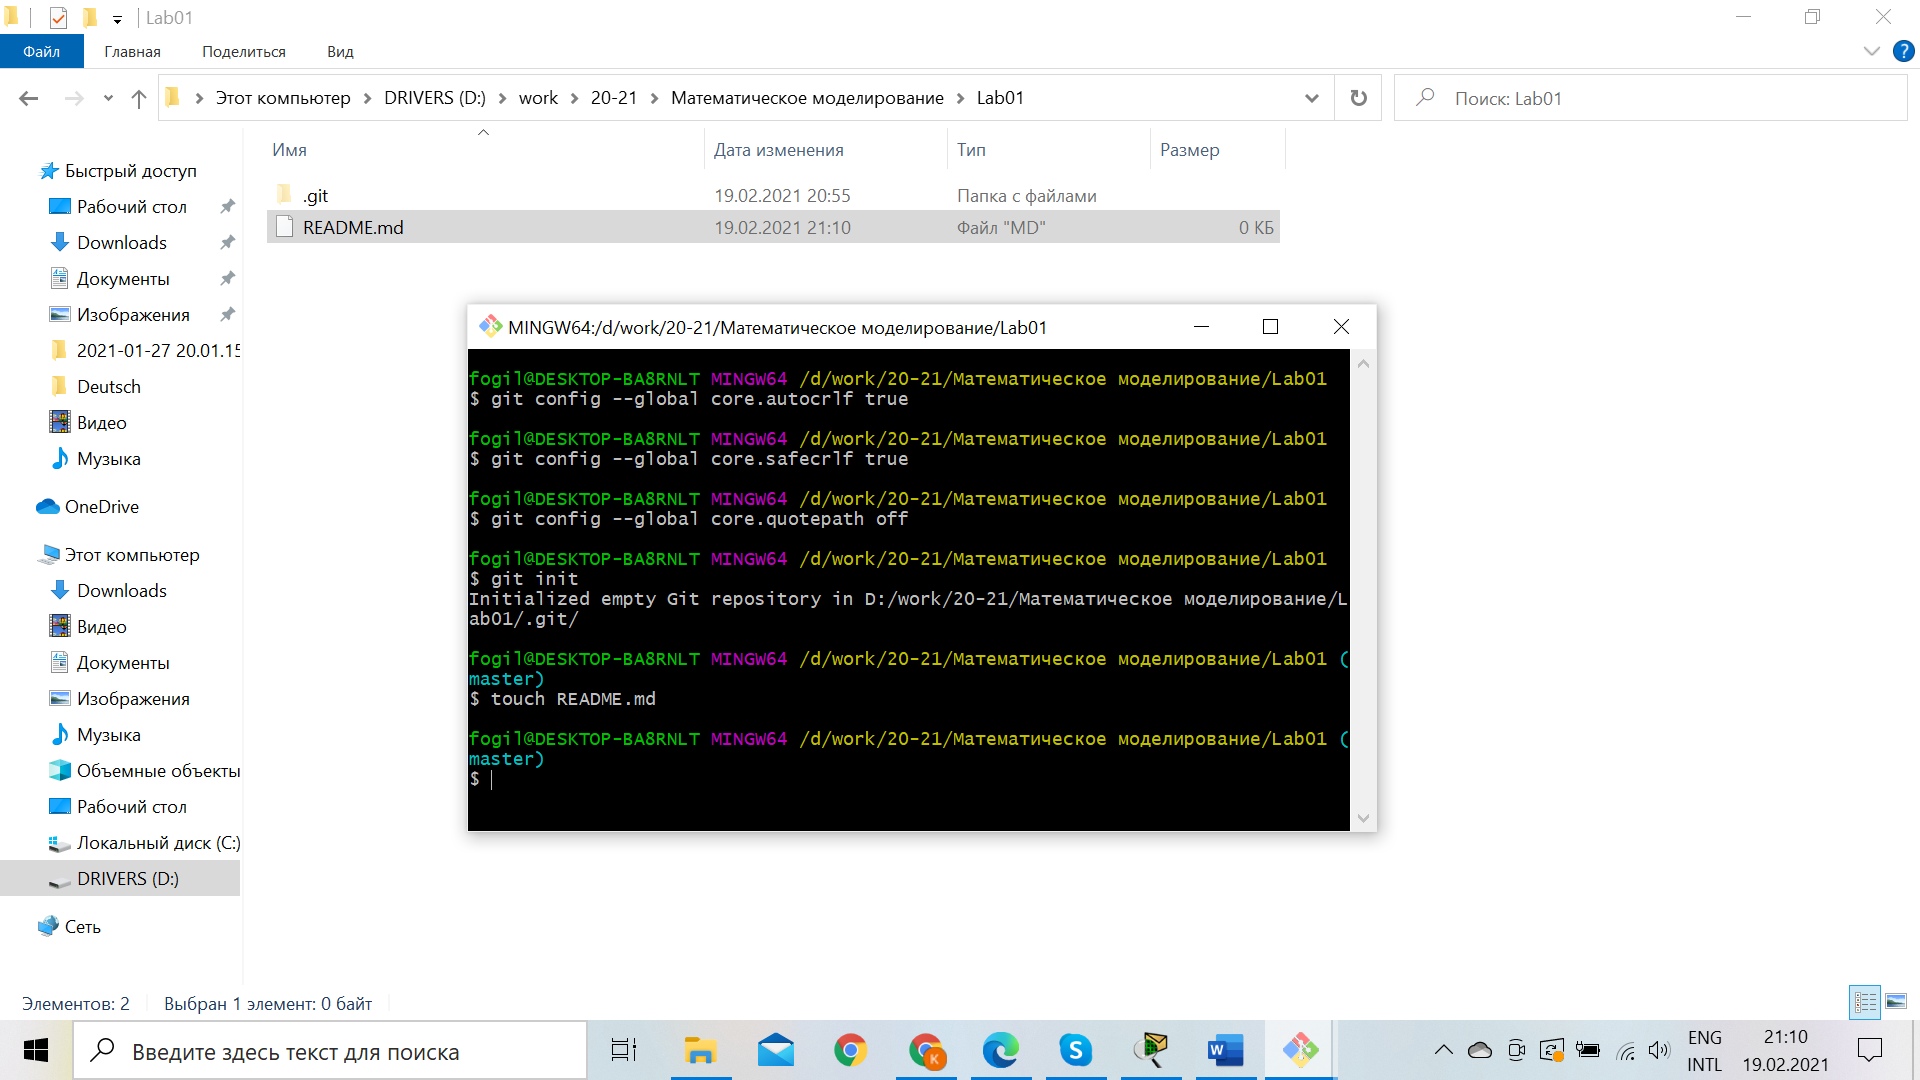 Lab01
Файл Главная Поделиться Вид
Этот компьютер DRIVERS (D:) work 20-21 Математическое моделирование Lab01
Поиск: Lab01
Имя Дата изменения Тип Размер
.git 19.02.2021 20:55 Папка с файлами
README.md 19.02.2021 21:10 Файл "MD" 0 КБ
Быстрый доступ
Рабочий стол
Downloads
Документы
Изображения
2021-01-27 20.01.15
Deutsch
Видео
Музыка
OneDrive
Этот компьютер
Downloads
Видео
Документы
Изображения
Музыка
Объемные объекты
Рабочий стол
Локальный диск (C:)
DRIVERS (D:)
Сеть
MINGW64:/d/work/20-21/Математическое моделирование/Lab01
fogil@DESKTOP-BA8RNLT MINGW64 /d/work/20-21/Математическое моделирование/Lab01
$ git config --global core.autocrlf true
fogil@DESKTOP-BA8RNLT MINGW64 /d/work/20-21/Математическое моделирование/Lab01
$ git config --global core.safecrlf true
fogil@DESKTOP-BA8RNLT MINGW64 /d/work/20-21/Математическое моделирование/Lab01
$ git config --global core.quotepath off
fogil@DESKTOP-BA8RNLT MINGW64 /d/work/20-21/Математическое моделирование/Lab01
$ git init
Initialized empty Git repository in D:/work/20-21/Математическое моделирование/L
ab01/.git/
fogil@DESKTOP-BA8RNLT MINGW64 /d/work/20-21/Математическое моделирование/Lab01 (
master)
$ touch README.md
fogil@DESKTOP-BA8RNLT MINGW64 /d/work/20-21/Математическое моделирование/Lab01 (
master)
$
Элементов: 2 Выбран 1 элемент: 0 байт
Введите здесь текст для поиска
ENG 21:10
INTL 19.02.2021